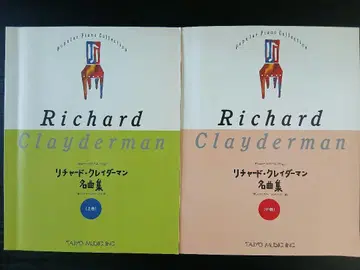 Popular Piano Collection
Richard
Clayderman
リチャード・クレイダーマン
名曲集
《上巻》
TAIYO MUSIC INC.
Popular Piano Collection
Richard
Clayderman
リチャード・クレイダーマン
名曲集
《中巻》
TAIYO MUSIC INC.